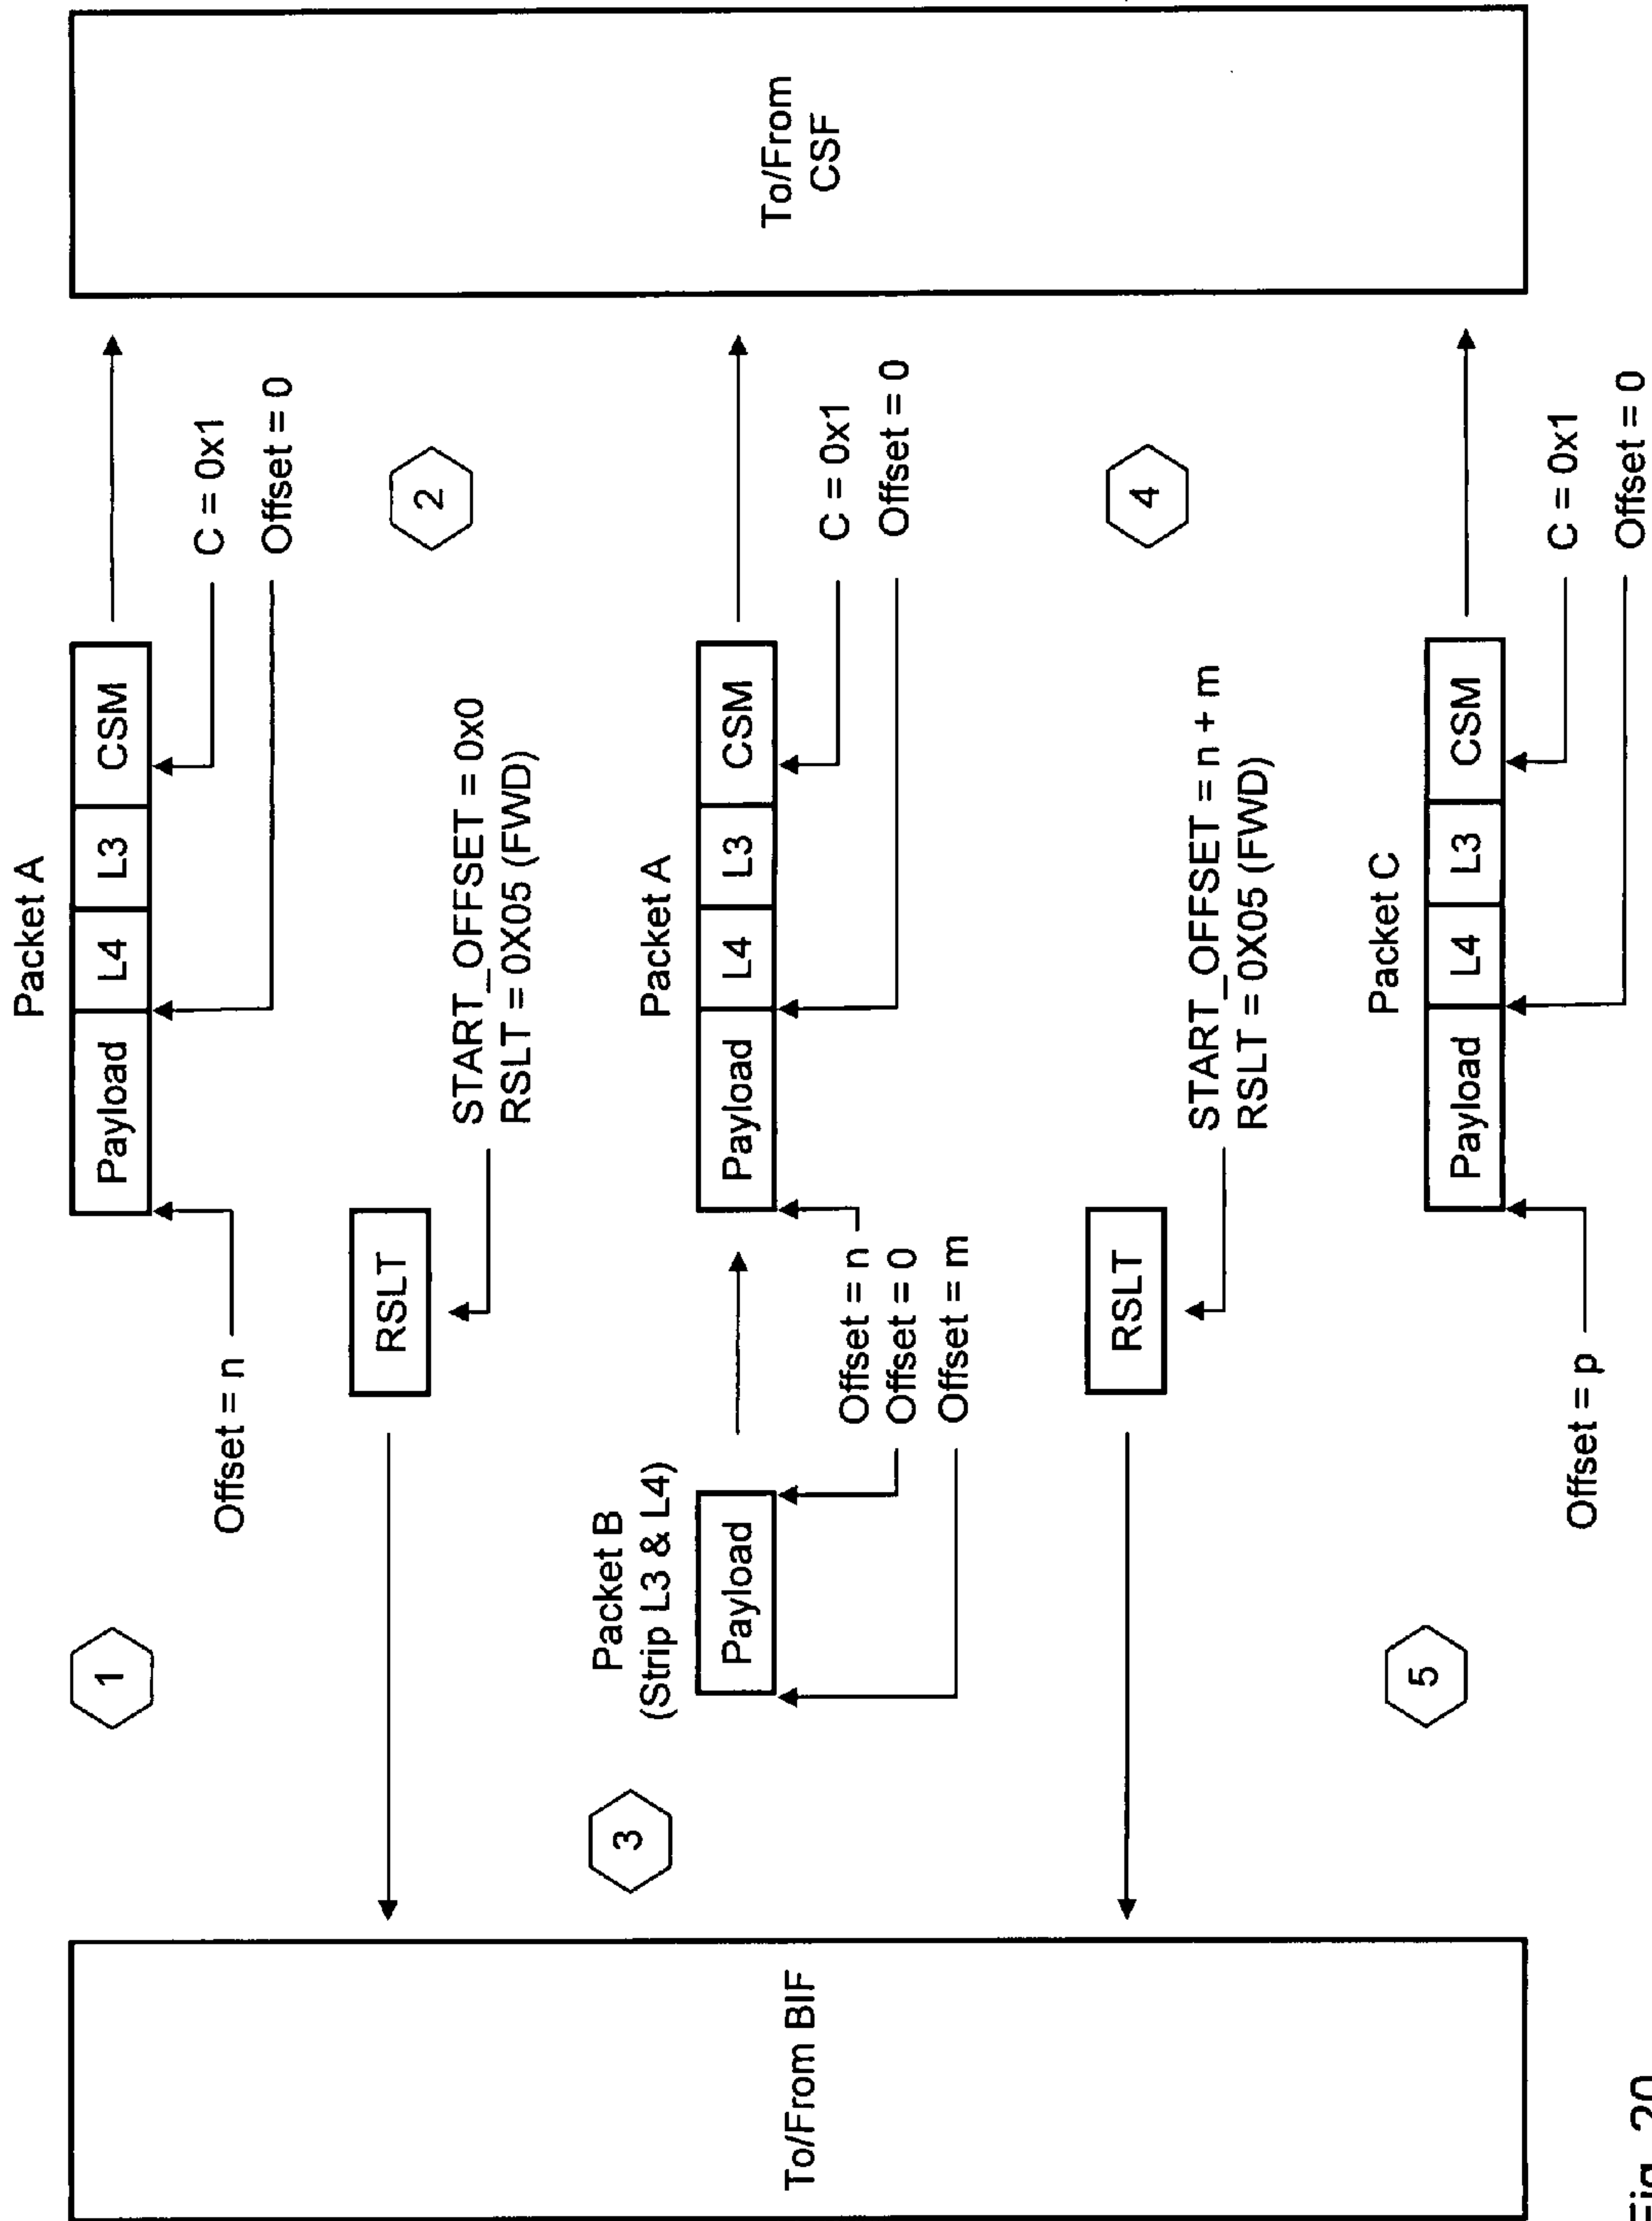 To/From BIF
To/From
CSF
1
Packet A
Payload
L4
L3
CSM
Offset = n
C = 0x1
Offset = 0
2
RSLT
START_OFFSET = 0x0
RSLT = 0X05 (FWD)
3
Packet B
(Strip L3 & L4)
Payload
Packet A
Payload
L4
L3
CSM
Offset = n
Offset = 0
Offset = m
C = 0x1
Offset = 0
4
RSLT
START_OFFSET = n + m
RSLT = 0X05 (FWD)
5
Packet C
Payload
L4
L3
CSM
Offset = p
C = 0x1
Offset = 0
Fig. 20